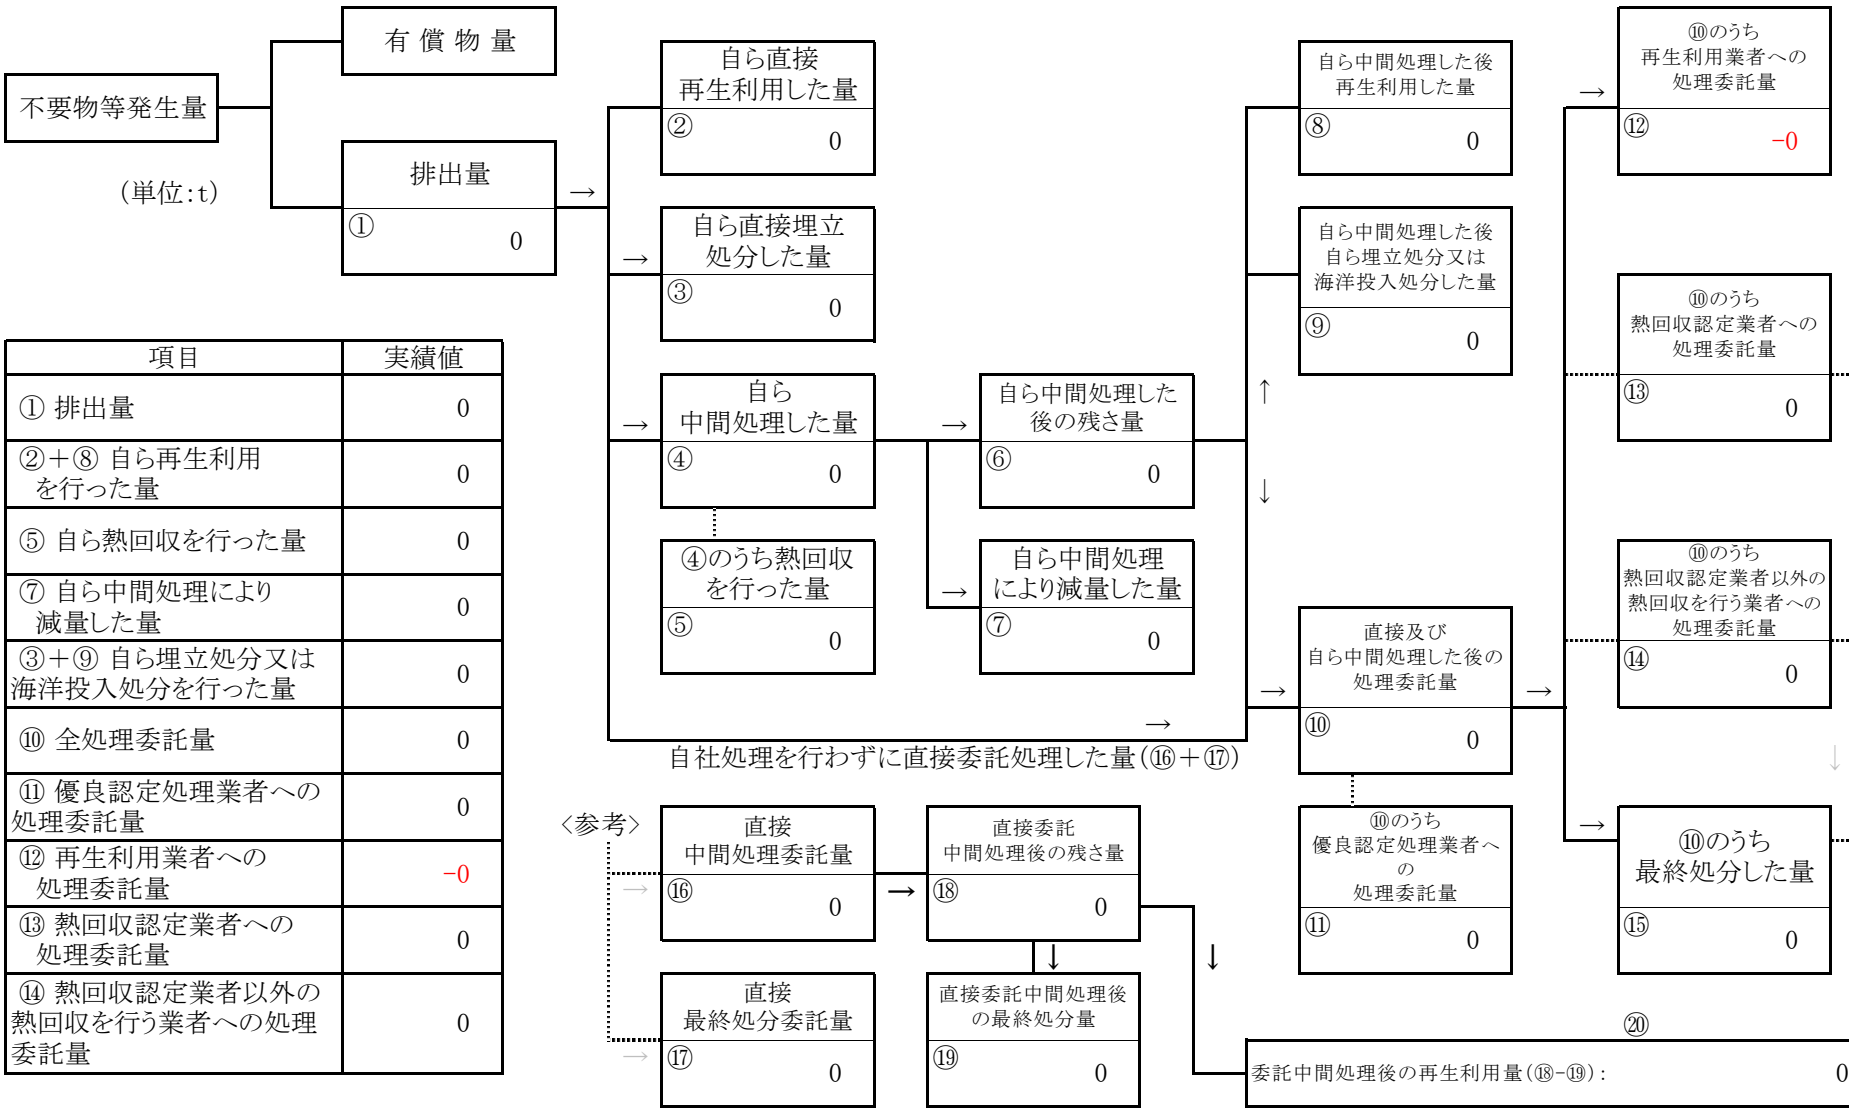 有 償 物 量
不要物等発生量
(単位:t)
排出量
①
0
→
自ら直接
再生利用した量
②
0
→
自ら直接埋立
処分した量
③
0
→
自ら
中間処理した量
④
0
④のうち熱回収
を行った量
⑤
0
→
自ら中間処理した
後の残さ量
⑥
0
→
自ら中間処理
により減量した量
⑦
0
→
自社処理を行わずに直接委託処理した量(⑯+⑰)
↑
↓
自ら中間処理した後
再生利用した量
⑧
0
自ら中間処理した後
自ら埋立処分又は
海洋投入処分した量
⑨
0
→
直接及び
自ら中間処理した後の
処理委託量
⑩
0
⑩のうち
優良認定処理業者へ
の
処理委託量
⑪
0
→
→
⑩のうち
再生利用業者への
処理委託量
⑫
-0
⑩のうち
熱回収認定業者への
処理委託量
⑬
0
⑩のうち
熱回収認定業者以外の
熱回収を行う業者への
処理委託量
⑭
0
↓
→
⑩のうち
最終処分した量
⑮
0
項目 実績値
① 排出量 0
②+⑧ 自ら再生利用
を行った量 0
⑤ 自ら熱回収を行った量 0
⑦ 自ら中間処理により
減量した量 0
③+⑨ 自ら埋立処分又は
海洋投入処分を行った量 0
⑩ 全処理委託量 0
⑪ 優良認定処理業者への
処理委託量 0
⑫ 再生利用業者への
処理委託量 -0
⑬ 熱回収認定業者への
処理委託量 0
⑭ 熱回収認定業者以外の
熱回収を行う業者への処理
委託量 0
〈参考〉
→
直接
中間処理委託量
⑯
0
→
直接委託
中間処理後の残さ量
⑱
0
↓
↓
→
直接
最終処分委託量
⑰
0
直接委託中間処理後
の最終処分量
⑲
0
⑳
委託中間処理後の再生利用量(⑱-⑲): 0